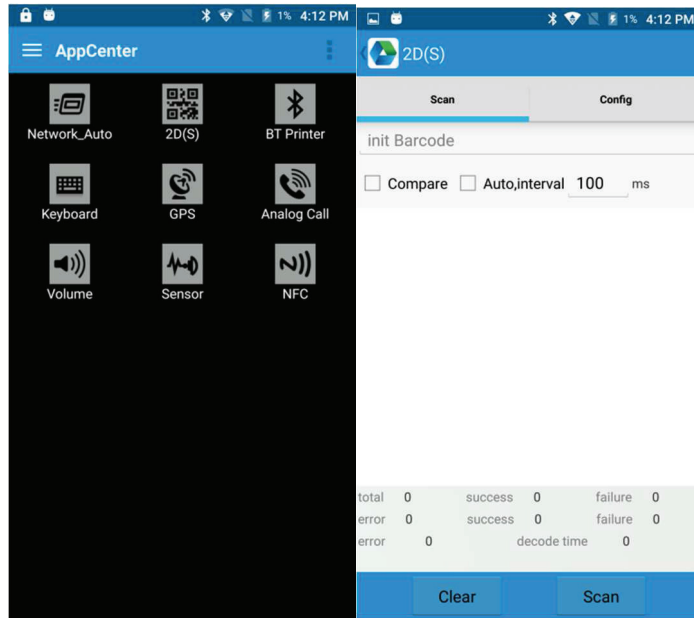 1% 4:12 PM
AppCenter
Network_Auto 2D(S) BT Printer
Keyboard GPS Analog Call
Volume Sensor NFC
1% 4:12 PM
2D(S)
Scan Config
init Barcode
Compare Auto,interval 100 ms
total 0 success 0 failure 0
error 0 success 0 failure 0
error 0 decode time 0
Clear Scan